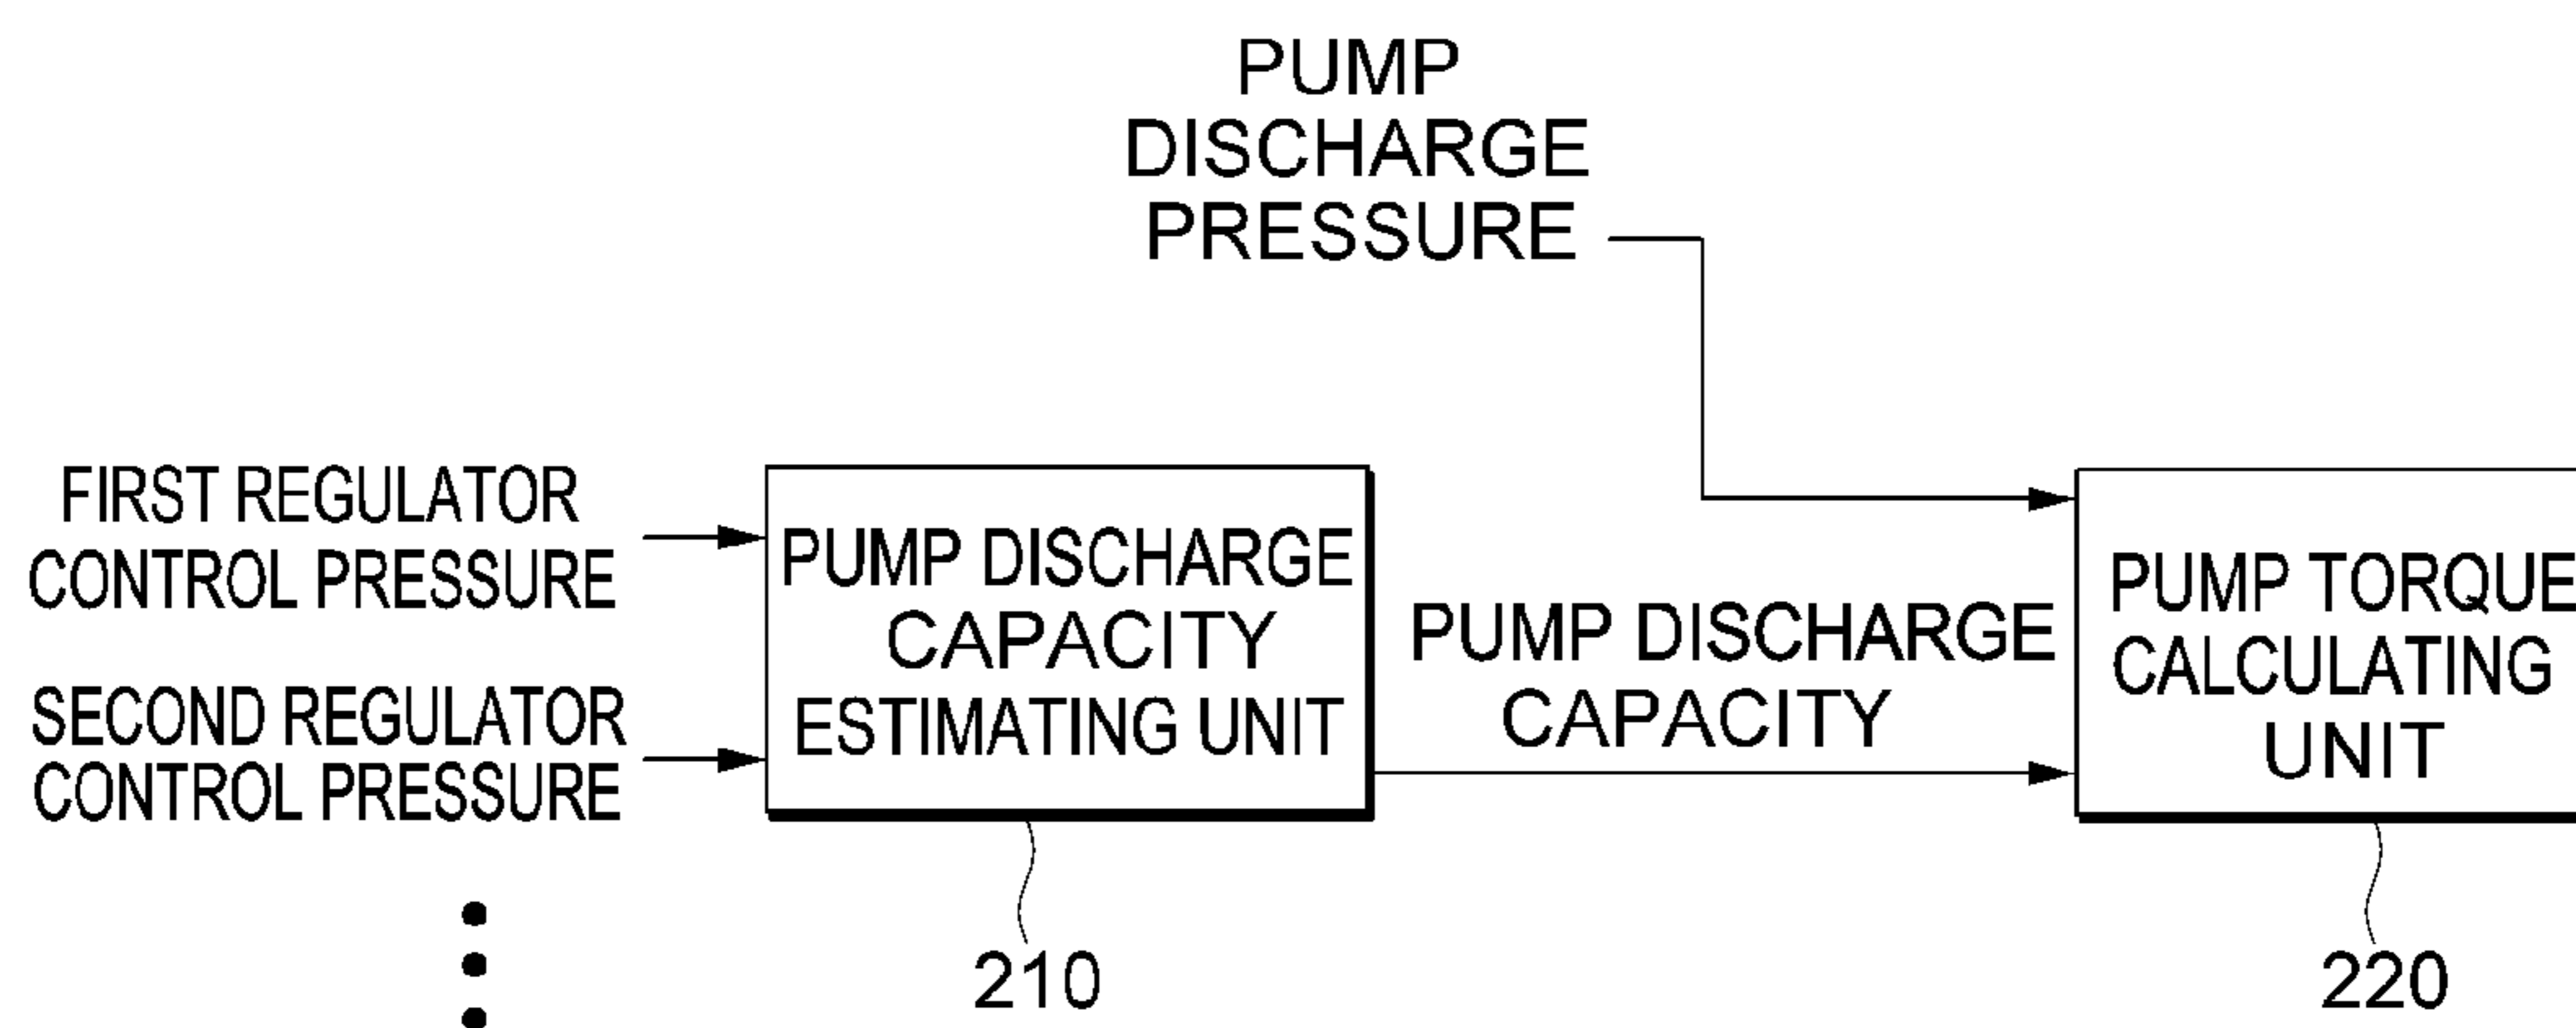 PUMP
DISCHARGE
PRESSURE
FIRST REGULATOR
CONTROL PRESSURE
SECOND REGULATOR
CONTROL PRESSURE
PUMP DISCHARGE
CAPACITY
ESTIMATING UNIT
PUMP DISCHARGE
CAPACITY
PUMP TORQUE
CALCULATING
UNIT
210
220